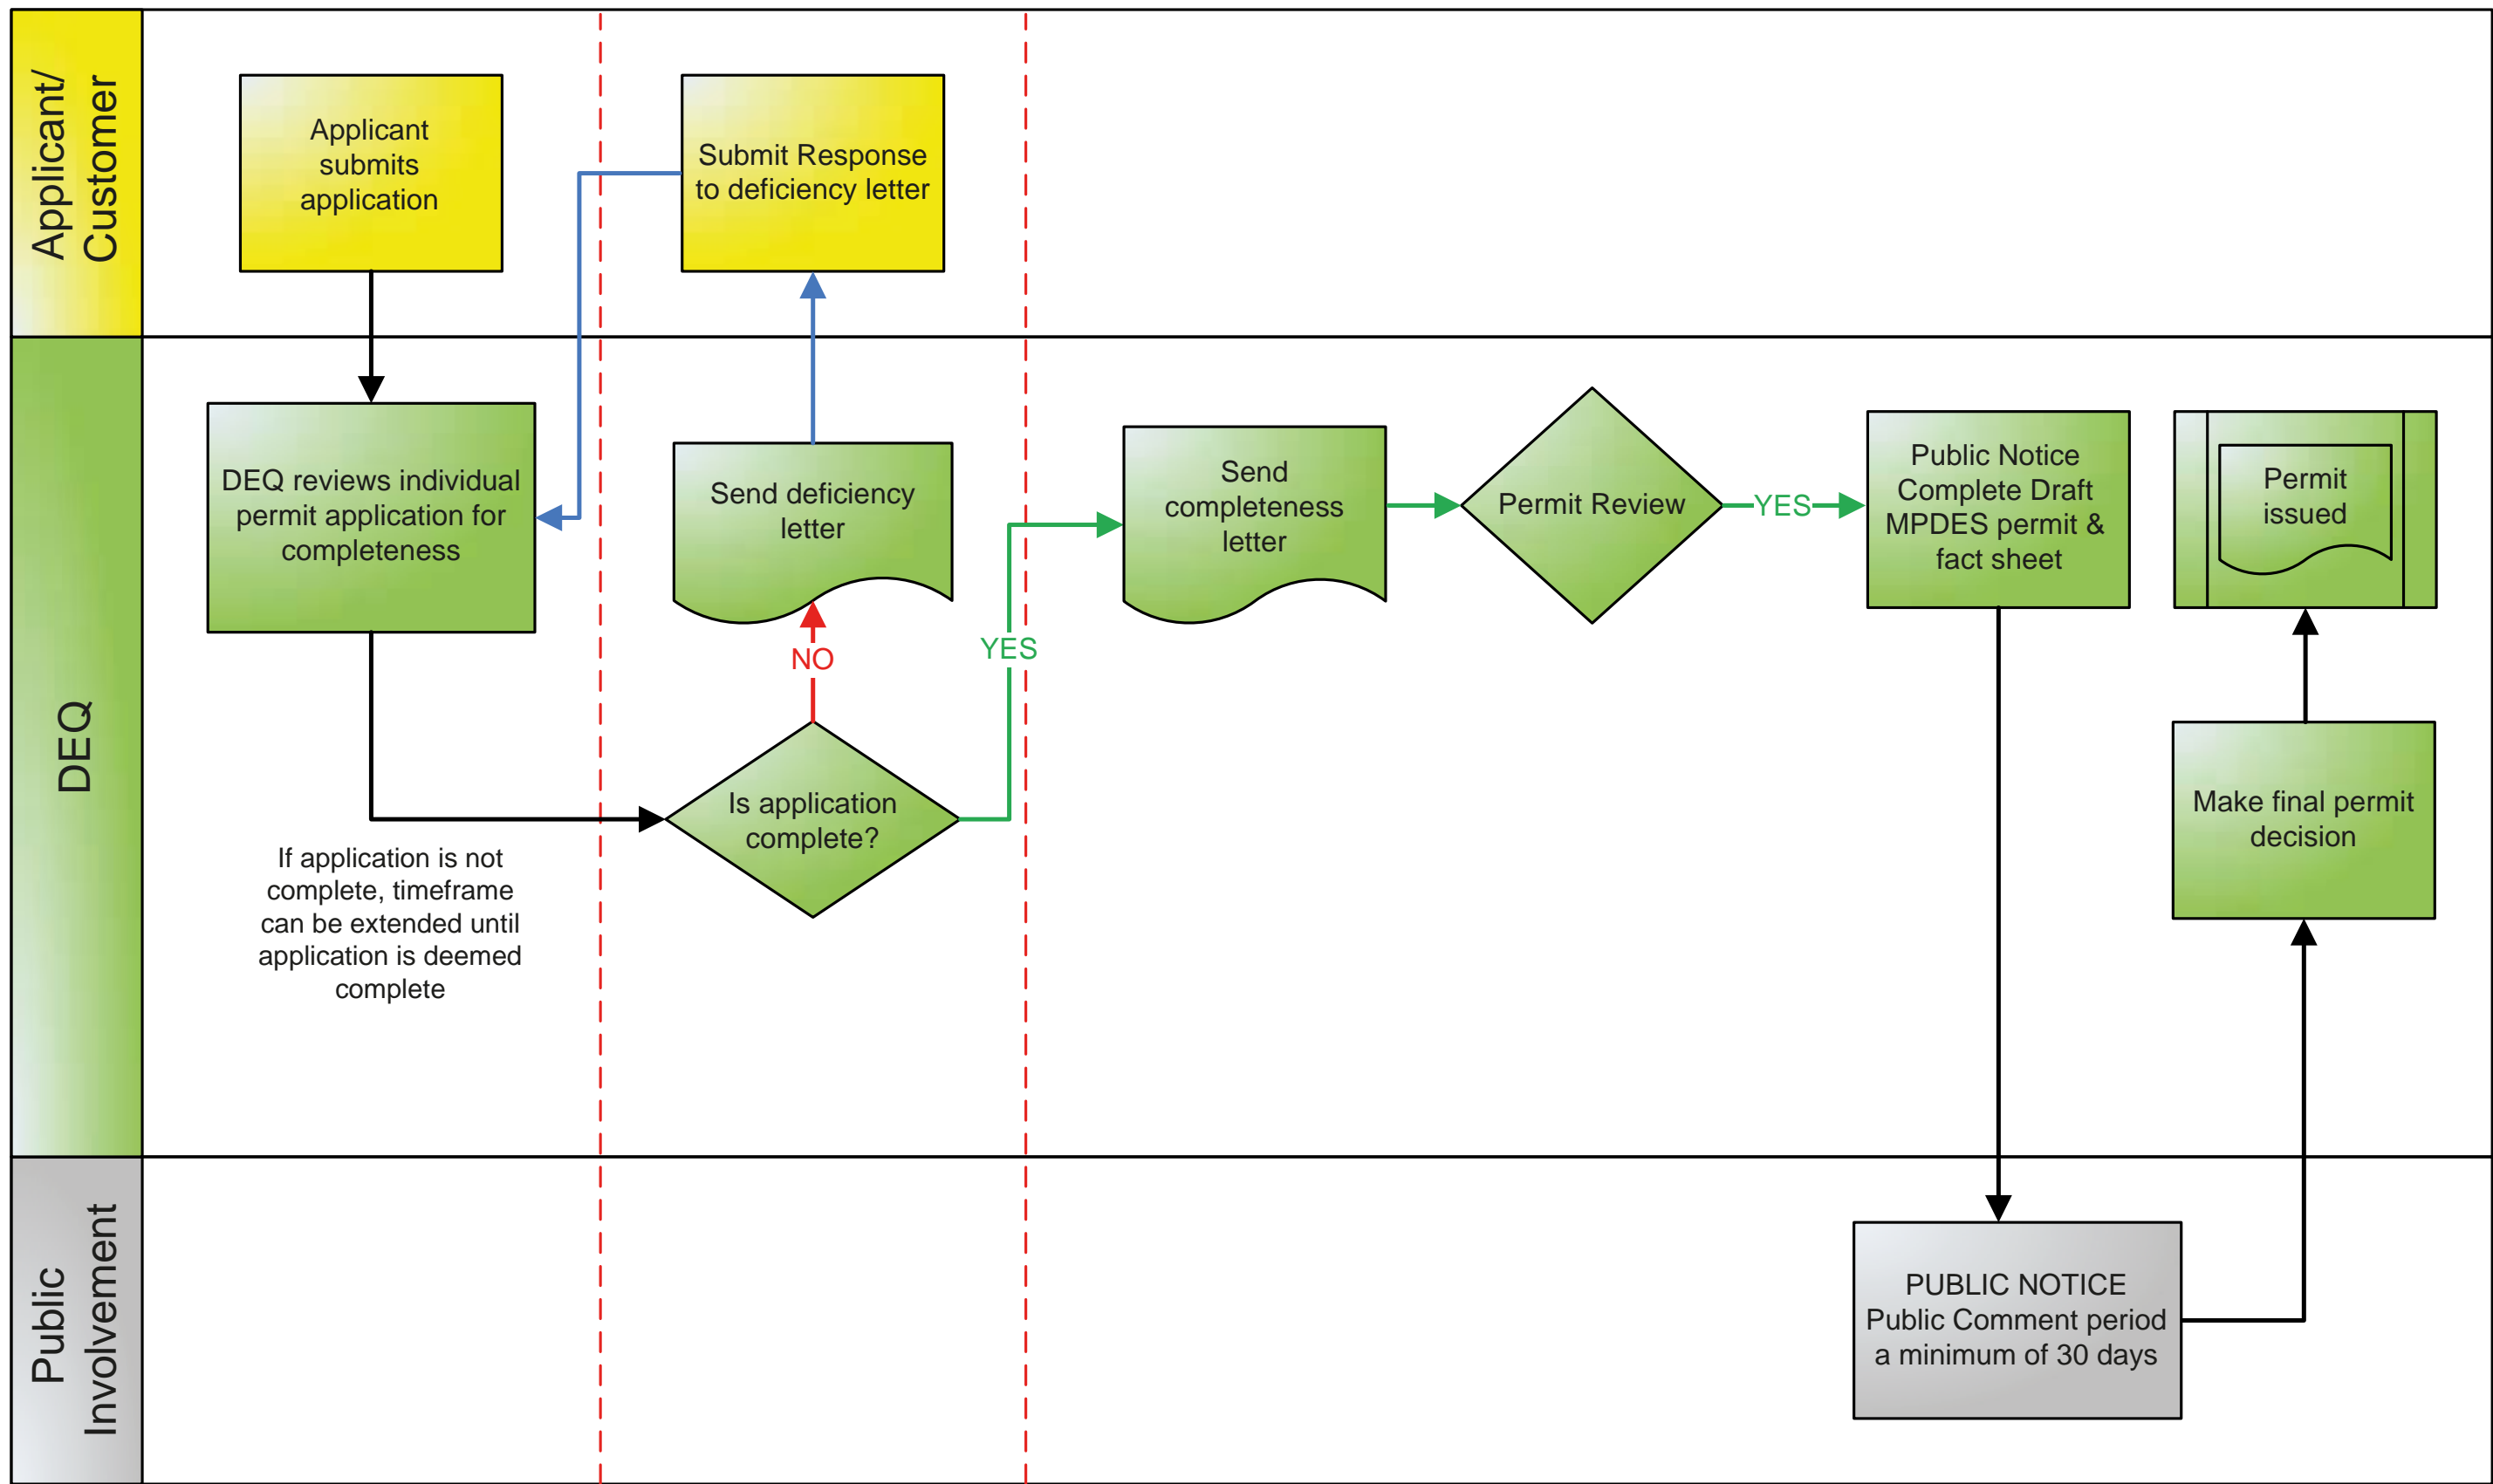 Applicant/
Customer
Applicant
submits
application
Submit Response
to deficiency letter
DEQ
DEQ reviews individual
permit application for
completeness
Send deficiency
letter
NO
YES
Send
completeness
letter
Permit Review
YES
Public Notice
Complete Draft
MPDES permit &
fact sheet
Permit
issued
Is application
complete?
Make final permit
decision
If application is not
complete, timeframe
can be extended until
application is deemed
complete
Public
Involvement
PUBLIC NOTICE
Public Comment period
a minimum of 30 days